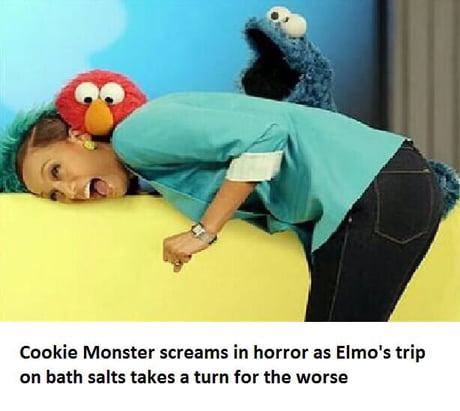 Cookie Monster screams in horror as Elmo's trip
on bath salts takes a turn for the worse